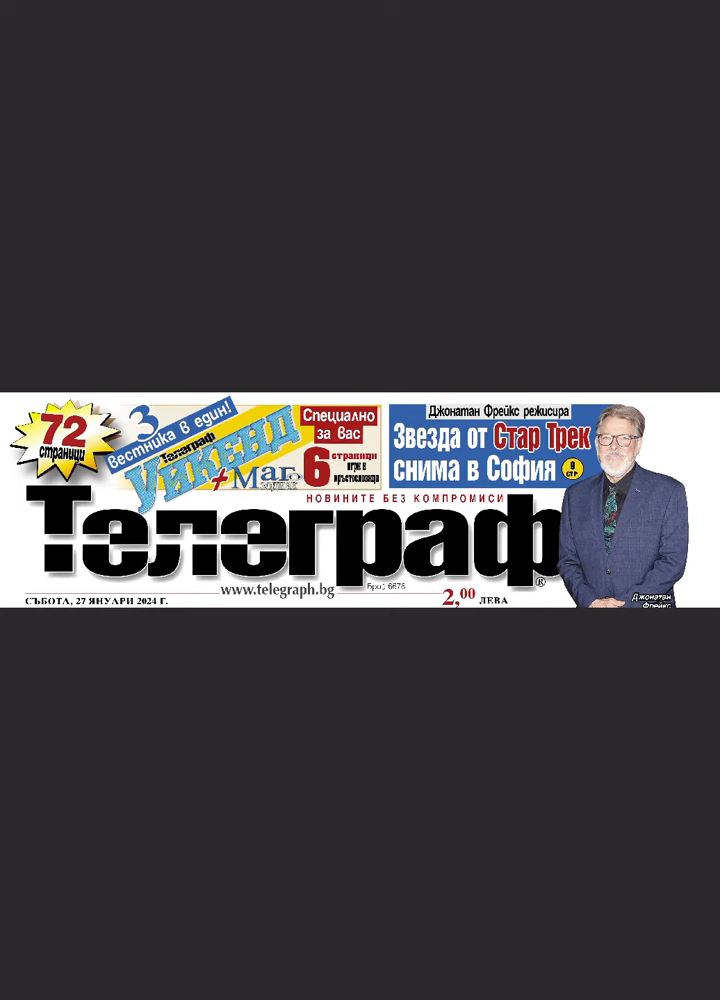 72
страници
3
вестника в един!
Телеграф
УИКЕНД
+ Маг.
Специално
за вас
6 страници
игри и
кръстословици
Джонатан Фрейкс режисира
Звезда от Стар Трек
снима в София
9
стр.
НОВИНИТЕ БЕЗ КОМПРОМИСИ
Телеграф®
www.telegraph.bg
Брой 6676
СЪБОТА, 27 ЯНУАРИ 2024 Г.
2,00 ЛЕВА
Джонатан
Фрейкс